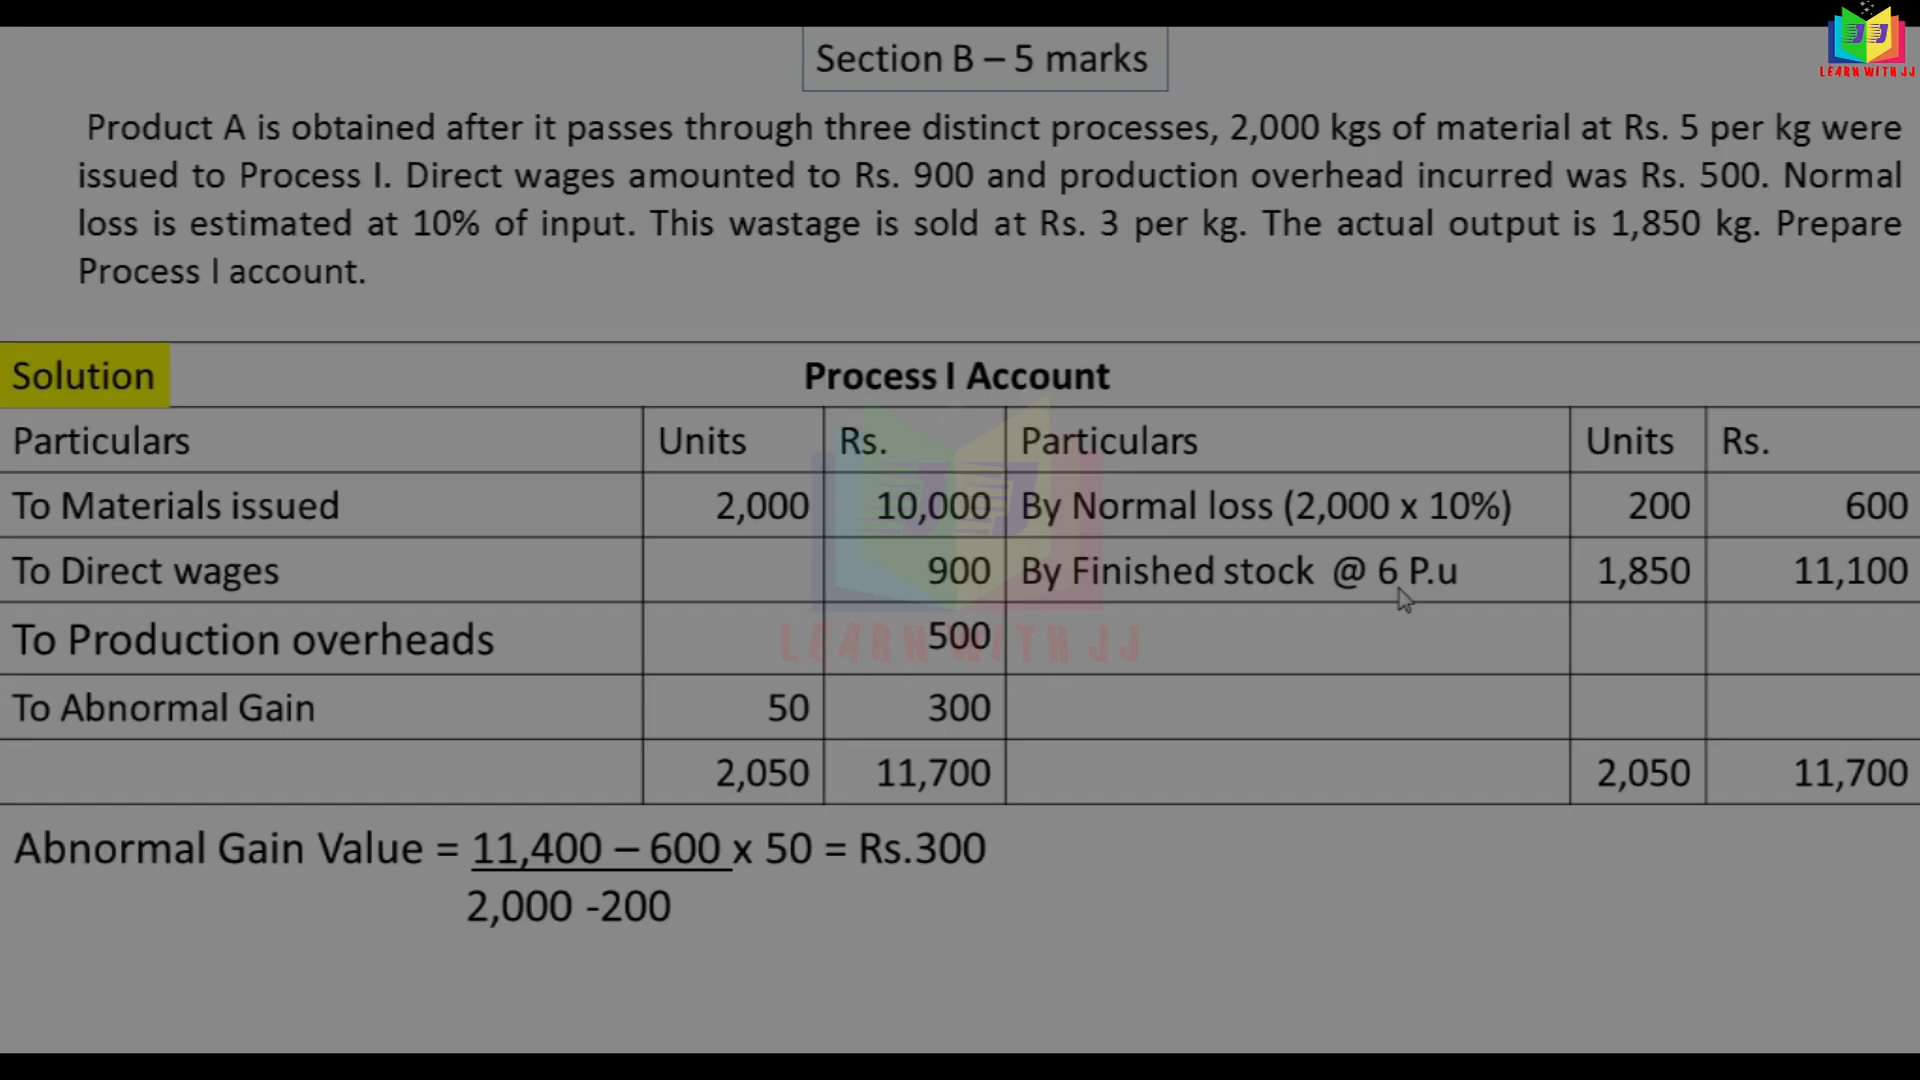 LEARN WITH JJ
Section B – 5 marks
Product A is obtained after it passes through three distinct processes, 2,000 kgs of material at Rs. 5 per kg were
issued to Process I. Direct wages amounted to Rs. 900 and production overhead incurred was Rs. 500. Normal
loss is estimated at 10% of input. This wastage is sold at Rs. 3 per kg. The actual output is 1,850 kg. Prepare
Process I account.
Solution Process I Account
Particulars Units Rs. Particulars Units Rs.
To Materials issued 2,000 10,000 By Normal loss (2,000 x 10%) 200 600
To Direct wages 900 By Finished stock @ 6 P.u 1,850 11,100
To Production overheads 500
LEARN WITH JJ
To Abnormal Gain 50 300
2,050 11,700 2,050 11,700
Abnormal Gain Value = 11,400 – 600 x 50 = Rs.300
2,000 -200